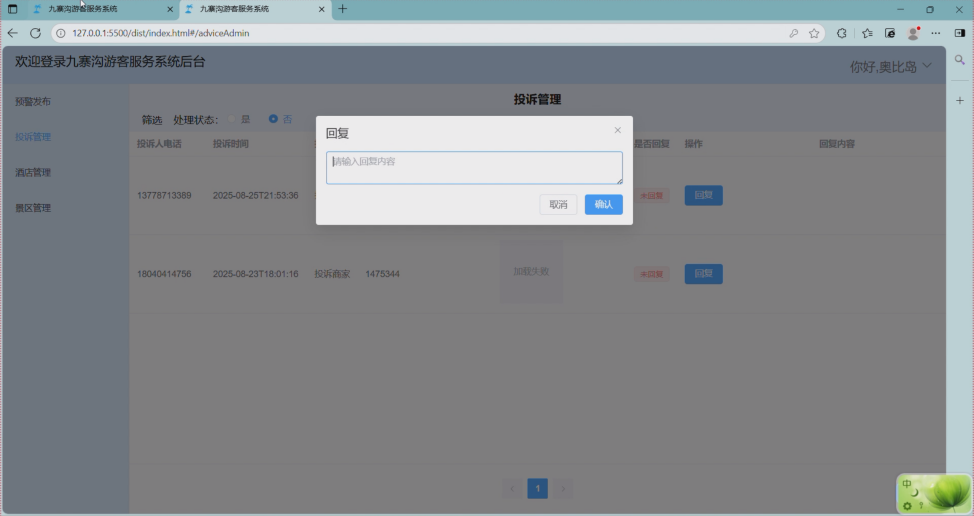 九寨沟游客服务系统
九寨沟游客服务系统
127.0.0.1:5500/dist/index.html#/adviceAdmin
欢迎登录九寨沟游客服务系统后台
你好,奥比岛
预警发布
投诉管理
酒店管理
景区管理
投诉管理
筛选 处理状态： 是 否
投诉人电话 投诉时间 是否回复 操作 回复内容
回复
请输入回复内容
取消 确认
13778713389 2025-08-25T21:53:36 未回复 回复
18040414756 2025-08-23T18:01:16 投诉商家 1475344 加载失败 未回复 回复
1
中